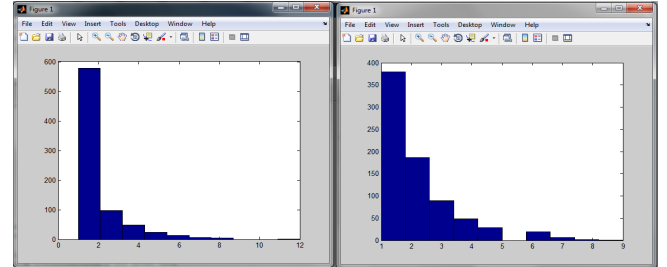 Figure 1
File Edit View Insert Tools Desktop Window Help
600
500
400
300
200
100
0
0 2 4 6 8 10 12
Figure 1
File Edit View Insert Tools Desktop Window Help
400
350
300
250
200
150
100
50
0
1 2 3 4 5 6 7 8 9